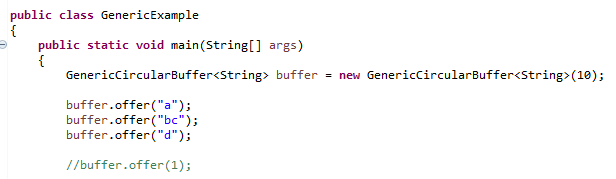 public class GenericExample
{
    public static void main(String[] args)
    {
        GenericCircularBuffer<String> buffer = new GenericCircularBuffer<String>(10);
        buffer.offer("a");
        buffer.offer("bc");
        buffer.offer("d");
        //buffer.offer(1);